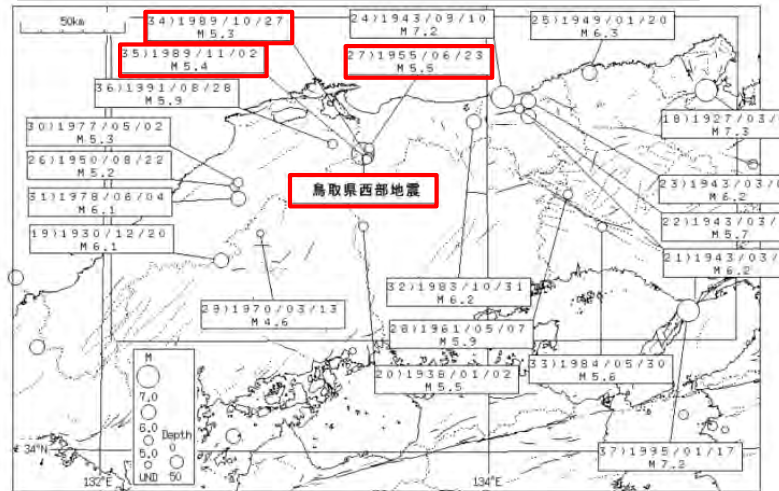 50km
34)1989/10/27
M5.3
24)1943/09/10
M7.2
25)1949/01/20
M6.3
35)1989/11/02
M5.4
27)1955/06/23
M5.5
36)1991/08/28
M5.9
30)1977/05/02
M5.3
18)1927/03/0
M7.3
26)1950/08/22
M5.2
鳥取県西部地震
23)1943/03/0
M6.2
31)1978/06/04
M6.1
22)1943/03/
M5.7
19)1930/12/20
M6.1
21)1943/03/
M6.2
32)1983/10/31
M6.2
29)1970/03/13
M4.6
28)1961/05/07
M5.9
33)1984/05/30
M5.6
20)1938/01/02
M5.5
M
7.0
6.0
5.0
UND
Depth
0
50
37)1995/01/17
M7.2
34°N
132°E
134°E